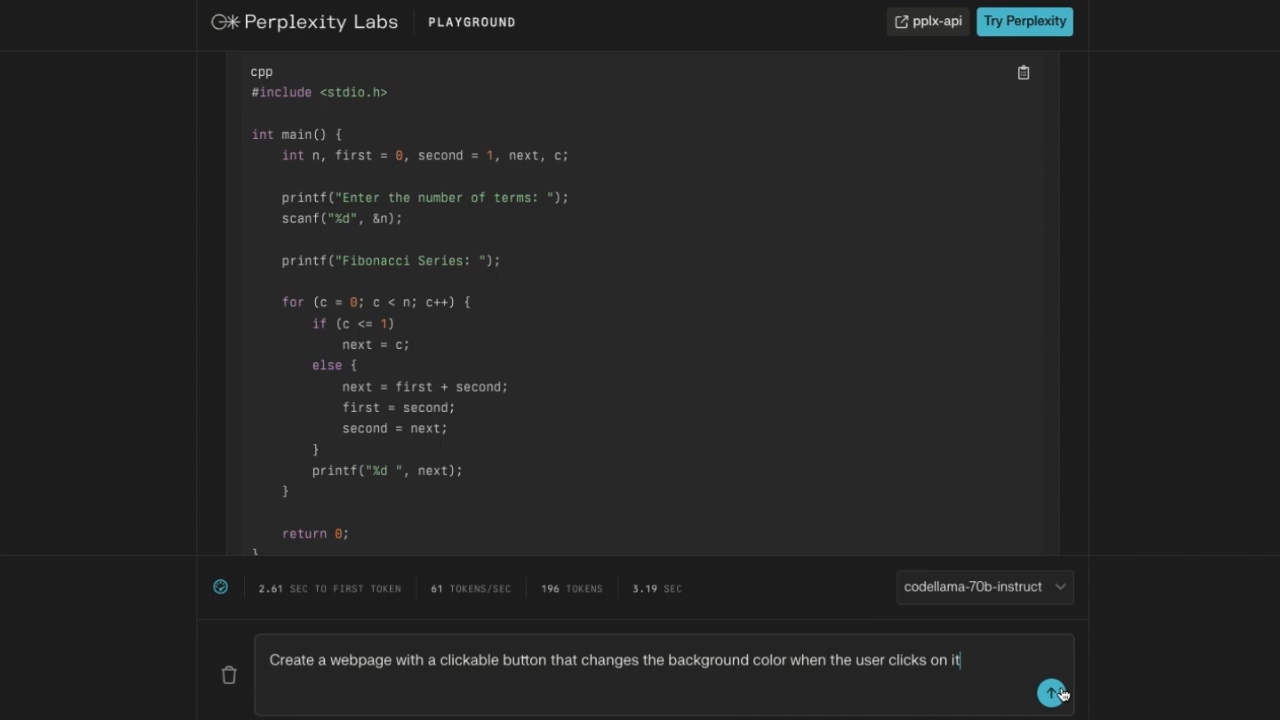 Perplexity Labs PLAYGROUND pplx-api Try Perplexity
cpp
#include <stdio.h>
int main() {
int n, first = 0, second = 1, next, c;
printf("Enter the number of terms: ");
scanf("%d", &n);
printf("Fibonacci Series: ");
for (c = 0; c < n; c++) {
if (c <= 1)
next = c;
else {
next = first + second;
first = second;
second = next;
}
printf("%d ", next);
}
return 0;
}
2.61 SEC TO FIRST TOKEN 61 TOKENS/SEC 196 TOKENS 3.19 SEC codellama-70b-instruct
Create a webpage with a clickable button that changes the background color when the user clicks on it